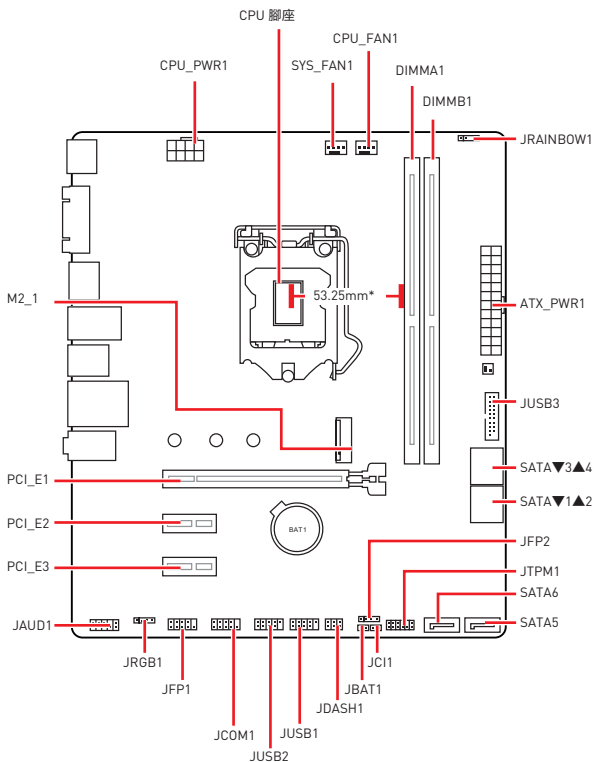 CPU 腳座
CPU_FAN1
CPU_PWR1
SYS_FAN1
DIMMA1
DIMMB1
JRAINBOW1
53.25mm*
M2_1
ATX_PWR1
JUSB3
SATA▼3▲4
PCI_E1
SATA▼1▲2
PCI_E2
BAT1
JFP2
PCI_E3
JTPM1
SATA6
JAUD1
SATA5
JRGB1
JCI1
JFP1
JBAT1
JDASH1
JCOM1
JUSB1
JUSB2